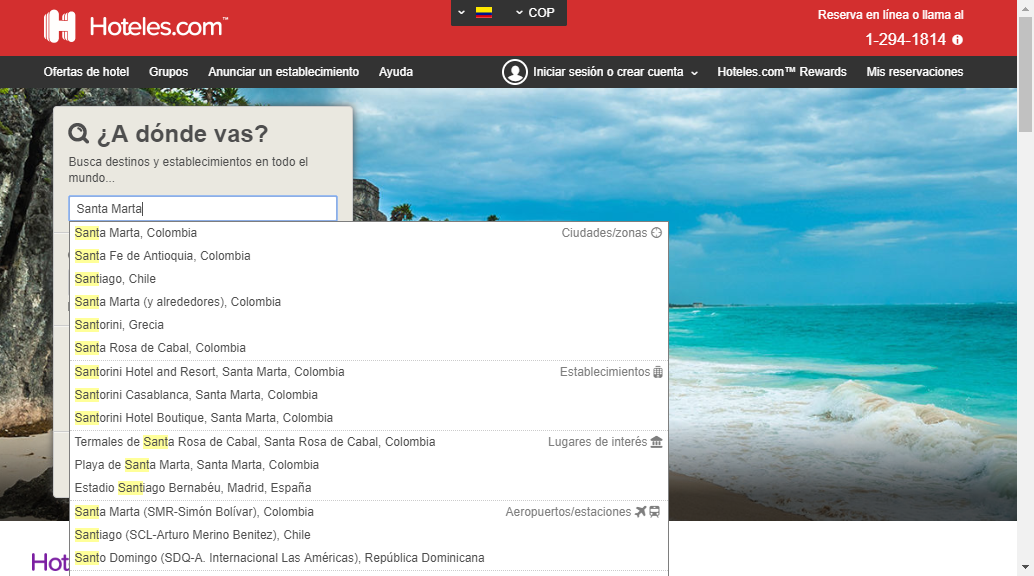 Hoteles.com™
COP
Reserva en línea o llama al
1-294-1814
Ofertas de hotel Grupos Anunciar un establecimiento Ayuda Iniciar sesión o crear cuenta Hoteles.com™ Rewards Mis reservaciones
¿A dónde vas?
Busca destinos y establecimientos en todo el
mundo...
Santa Marta
Santa Marta, Colombia Ciudades/zonas
Santa Fe de Antioquia, Colombia
Santiago, Chile
Santa Marta (y alrededores), Colombia
Santorini, Grecia
Santa Rosa de Cabal, Colombia
Santorini Hotel and Resort, Santa Marta, Colombia Establecimientos
Santorini Casablanca, Santa Marta, Colombia
Santorini Hotel Boutique, Santa Marta, Colombia
Termales de Santa Rosa de Cabal, Santa Rosa de Cabal, Colombia Lugares de interés
Playa de Santa Marta, Santa Marta, Colombia
Estadio Santiago Bernabéu, Madrid, España
Santa Marta (SMR-Simón Bolívar), Colombia Aeropuertos/estaciones
Santiago (SCL-Arturo Merino Benitez), Chile
Santo Domingo (SDQ-A. Internacional Las Américas), República Dominicana
Hot